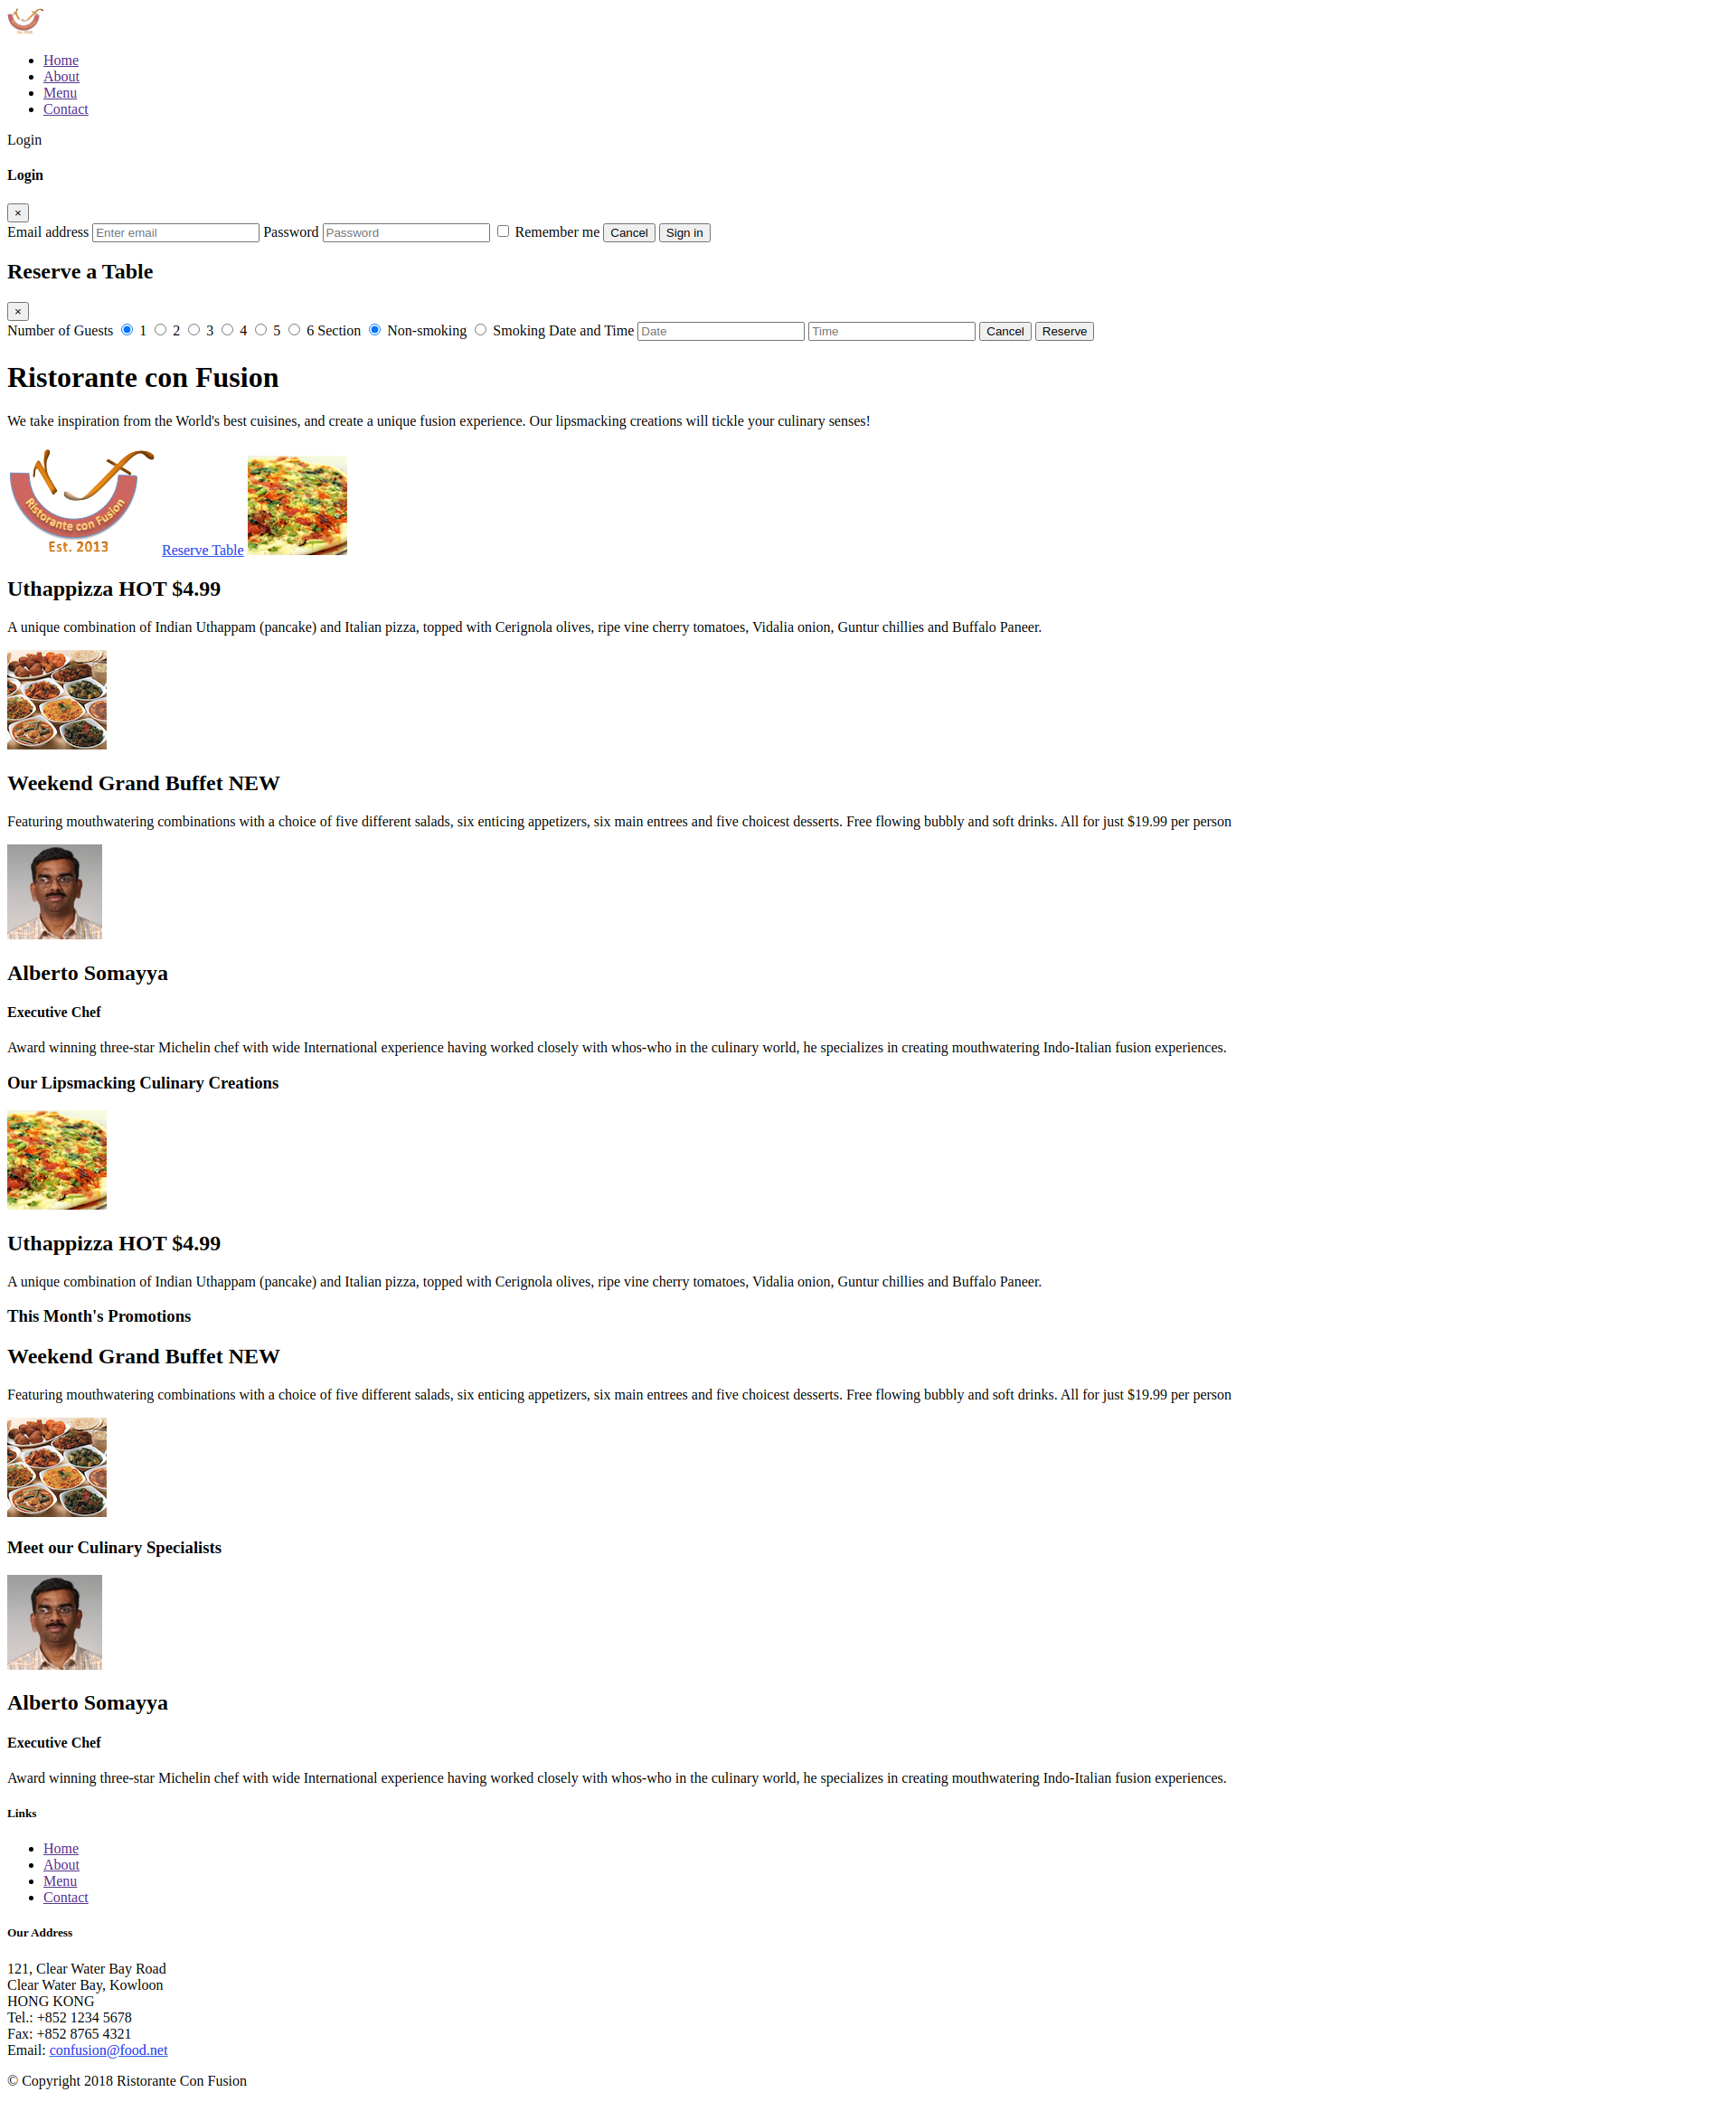 Home
About
Menu
Contact
Login
Login
×
Email address Enter email Password Password Remember me Cancel Sign in
Reserve a Table
×
Number of Guests 1 2 3 4 5 6 Section Non-smoking Smoking Date and Time Date Time Cancel Reserve
Ristorante con Fusion
We take inspiration from the World's best cuisines, and create a unique fusion experience. Our lipsmacking creations will tickle your culinary senses!
Ristorante con Fusion
Est. 2013
Reserve Table
Uthappizza HOT $4.99
A unique combination of Indian Uthappam (pancake) and Italian pizza, topped with Cerignola olives, ripe vine cherry tomatoes, Vidalia onion, Guntur chillies and Buffalo Paneer.
Weekend Grand Buffet NEW
Featuring mouthwatering combinations with a choice of five different salads, six enticing appetizers, six main entrees and five choicest desserts. Free flowing bubbly and soft drinks. All for just $19.99 per person
Alberto Somayya
Executive Chef
Award winning three-star Michelin chef with wide International experience having worked closely with whos-who in the culinary world, he specializes in creating mouthwatering Indo-Italian fusion experiences.
Our Lipsmacking Culinary Creations
Uthappizza HOT $4.99
A unique combination of Indian Uthappam (pancake) and Italian pizza, topped with Cerignola olives, ripe vine cherry tomatoes, Vidalia onion, Guntur chillies and Buffalo Paneer.
This Month's Promotions
Weekend Grand Buffet NEW
Featuring mouthwatering combinations with a choice of five different salads, six enticing appetizers, six main entrees and five choicest desserts. Free flowing bubbly and soft drinks. All for just $19.99 per person
Meet our Culinary Specialists
Alberto Somayya
Executive Chef
Award winning three-star Michelin chef with wide International experience having worked closely with whos-who in the culinary world, he specializes in creating mouthwatering Indo-Italian fusion experiences.
Links
Home
About
Menu
Contact
Our Address
121, Clear Water Bay Road
Clear Water Bay, Kowloon
HONG KONG
Tel.: +852 1234 5678
Fax: +852 8765 4321
Email: confusion@food.net
© Copyright 2018 Ristorante Con Fusion